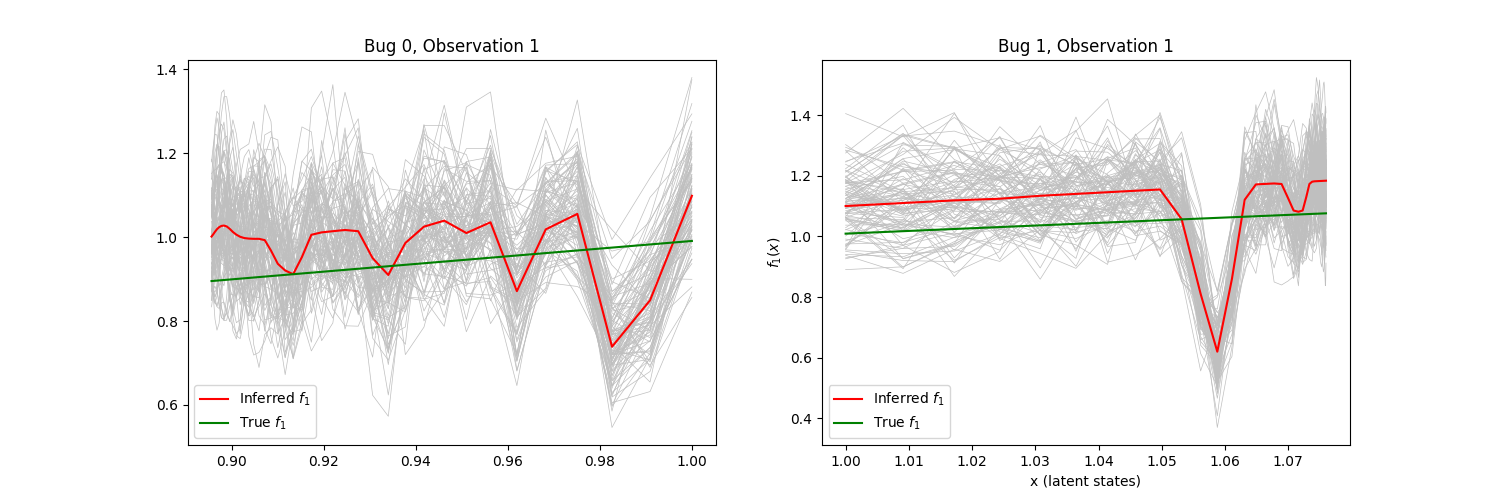 Bug 0, Observation 1
1.4
1.2
1.0
0.8
0.6
Inferred f₁
True f₁
0.90 0.92 0.94 0.96 0.98 1.00
Bug 1, Observation 1
f₁(x)
1.4
1.2
1.0
0.8
0.6
0.4
Inferred f₁
True f₁
1.00 1.01 1.02 1.03 1.04 1.05 1.06 1.07
x (latent states)